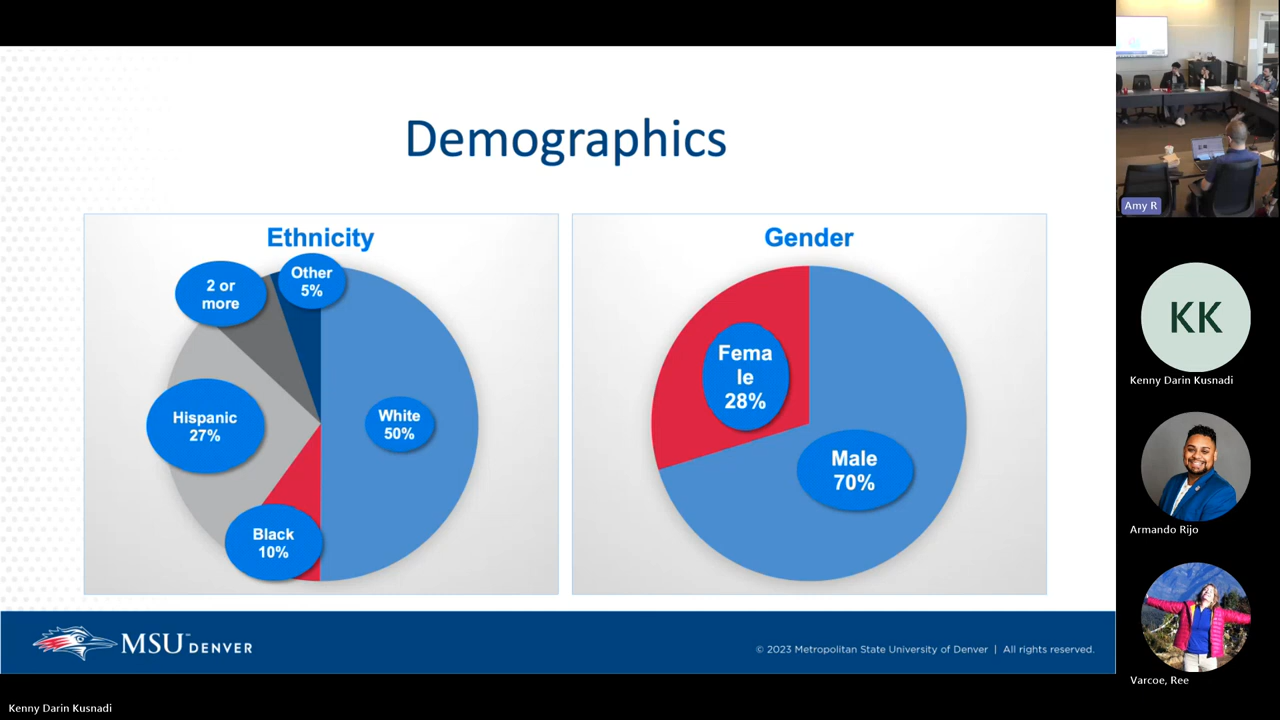 Demographics
Ethnicity
Other
5%
2 or
more
Hispanic
27%
White
50%
Black
10%
Gender
Fema
le
28%
Male
70%
MSU DENVER
© 2023 Metropolitan State University of Denver | All rights reserved.
Amy R
KK
Kenny Darin Kusnadi
Armando Rijo
Varcoe, Ree
Kenny Darin Kusnadi